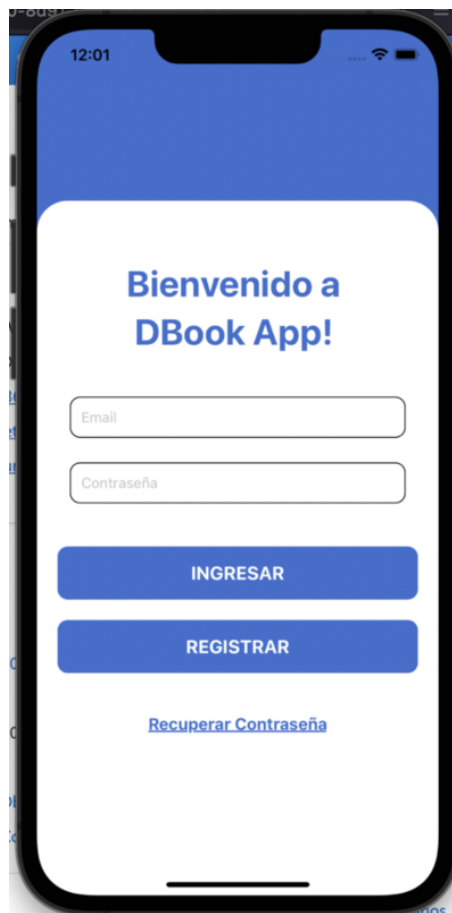 12:01
Bienvenido a
DBook App!
Email
Contraseña
INGRESAR
REGISTRAR
Recuperar Contraseña